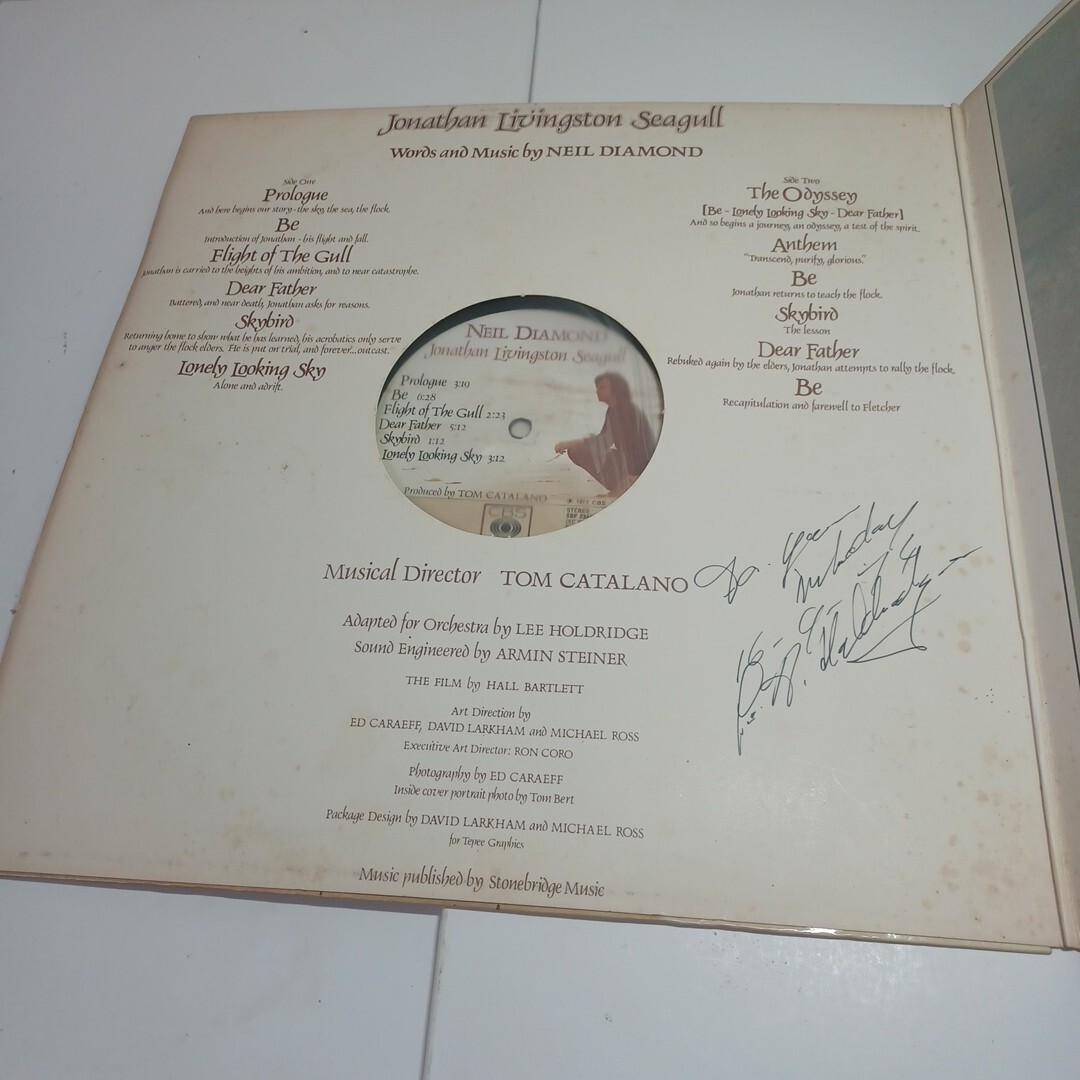 Jonathan Livingston Seagull
Words and Music by NEIL DIAMOND
Side One
Prologue
And here begins our story - the sky, the sea, the flock.
Be
Introduction of Jonathan - his flight and fall.
Flight of The Gull
Jonathan is carried to the heights of his ambition, and to near catastrophe.
Dear Father
Battered, and near death, Jonathan asks for reasons.
Skybird
Returning home to show what he has learned, his acrobatics only serve
to anger the flock elders. He is put on trial, and forever...outcast.
Lonely Looking Sky
Alone and adrift.
Side Two
The Odyssey
[Be - Lonely Looking Sky - Dear Father]
And so begins a journey, an odyssey, a test of the spirit.
Anthem
"Transcend, purify, glorious."
Be
Jonathan returns to teach the flock.
Skybird
The lesson
Dear Father
Rebuked again by the elders, Jonathan attempts to rally the flock.
Be
Recapitulation and farewell to Fletcher
NEIL DIAMOND
Jonathan Livingston Seagull
Prologue 3:19
Be 6:28
Flight of The Gull 2:23
Dear Father 5:12
Skybird 1:12
Lonely Looking Sky 3:12
Produced by TOM CATALANO
CBS
STEREO
Musical Director TOM CATALANO
Adapted for Orchestra by LEE HOLDRIDGE
Sound Engineered by ARMIN STEINER
THE FILM by HALL BARTLETT
Art Direction by
ED CARAEFF, DAVID LARKHAM and MICHAEL ROSS
Executive Art Director: RON CORO
Photography by ED CARAEFF
Inside cover portrait photo by Tom Bert
Package Design by DAVID LARKHAM and MICHAEL ROSS
for Tepee Graphics
Music published by Stonebridge Music